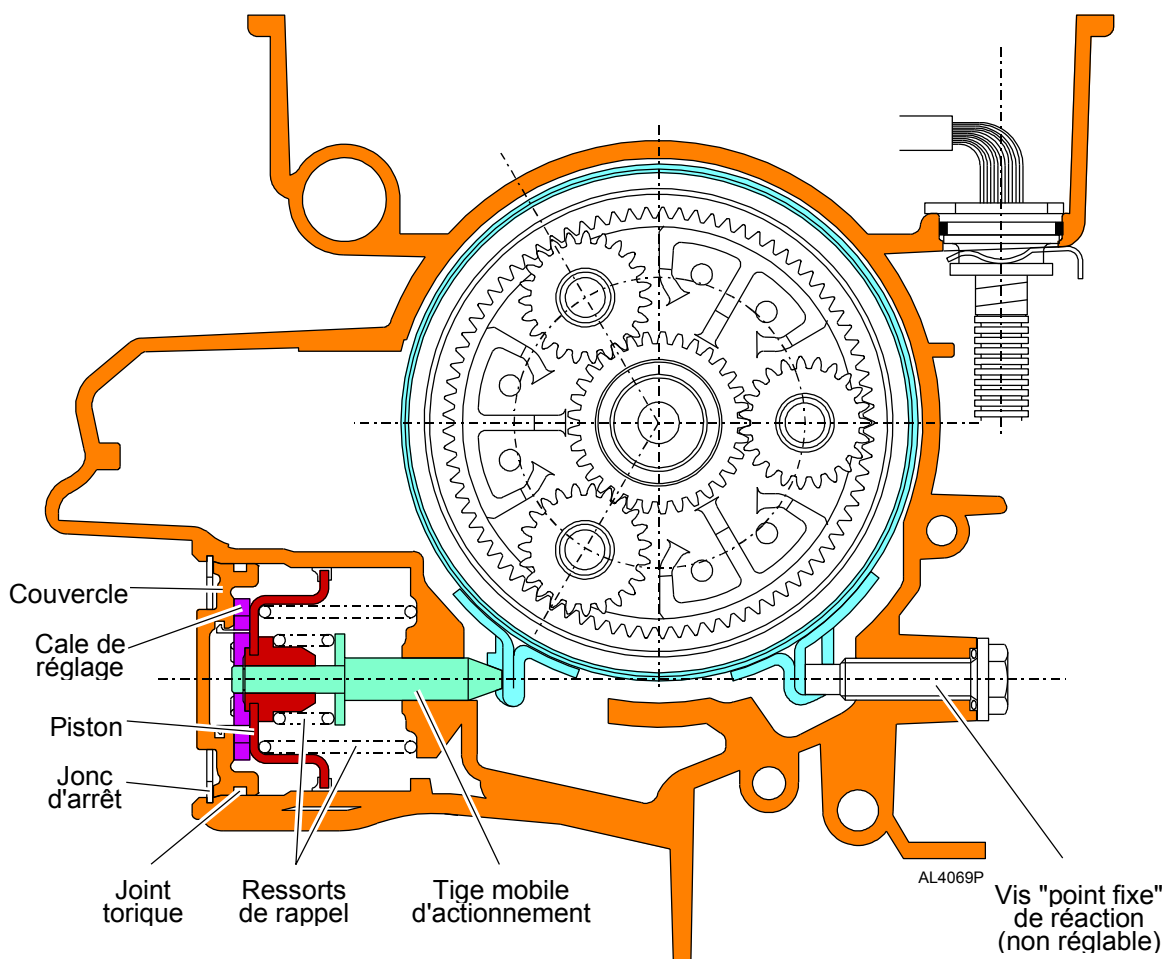 Couvercle
Cale de
réglage
Piston
Jonc
d'arrêt
Joint
torique
Ressorts
de rappel
Tige mobile
d'actionnement
AL4069P
Vis "point fixe"
de réaction
(non réglable)